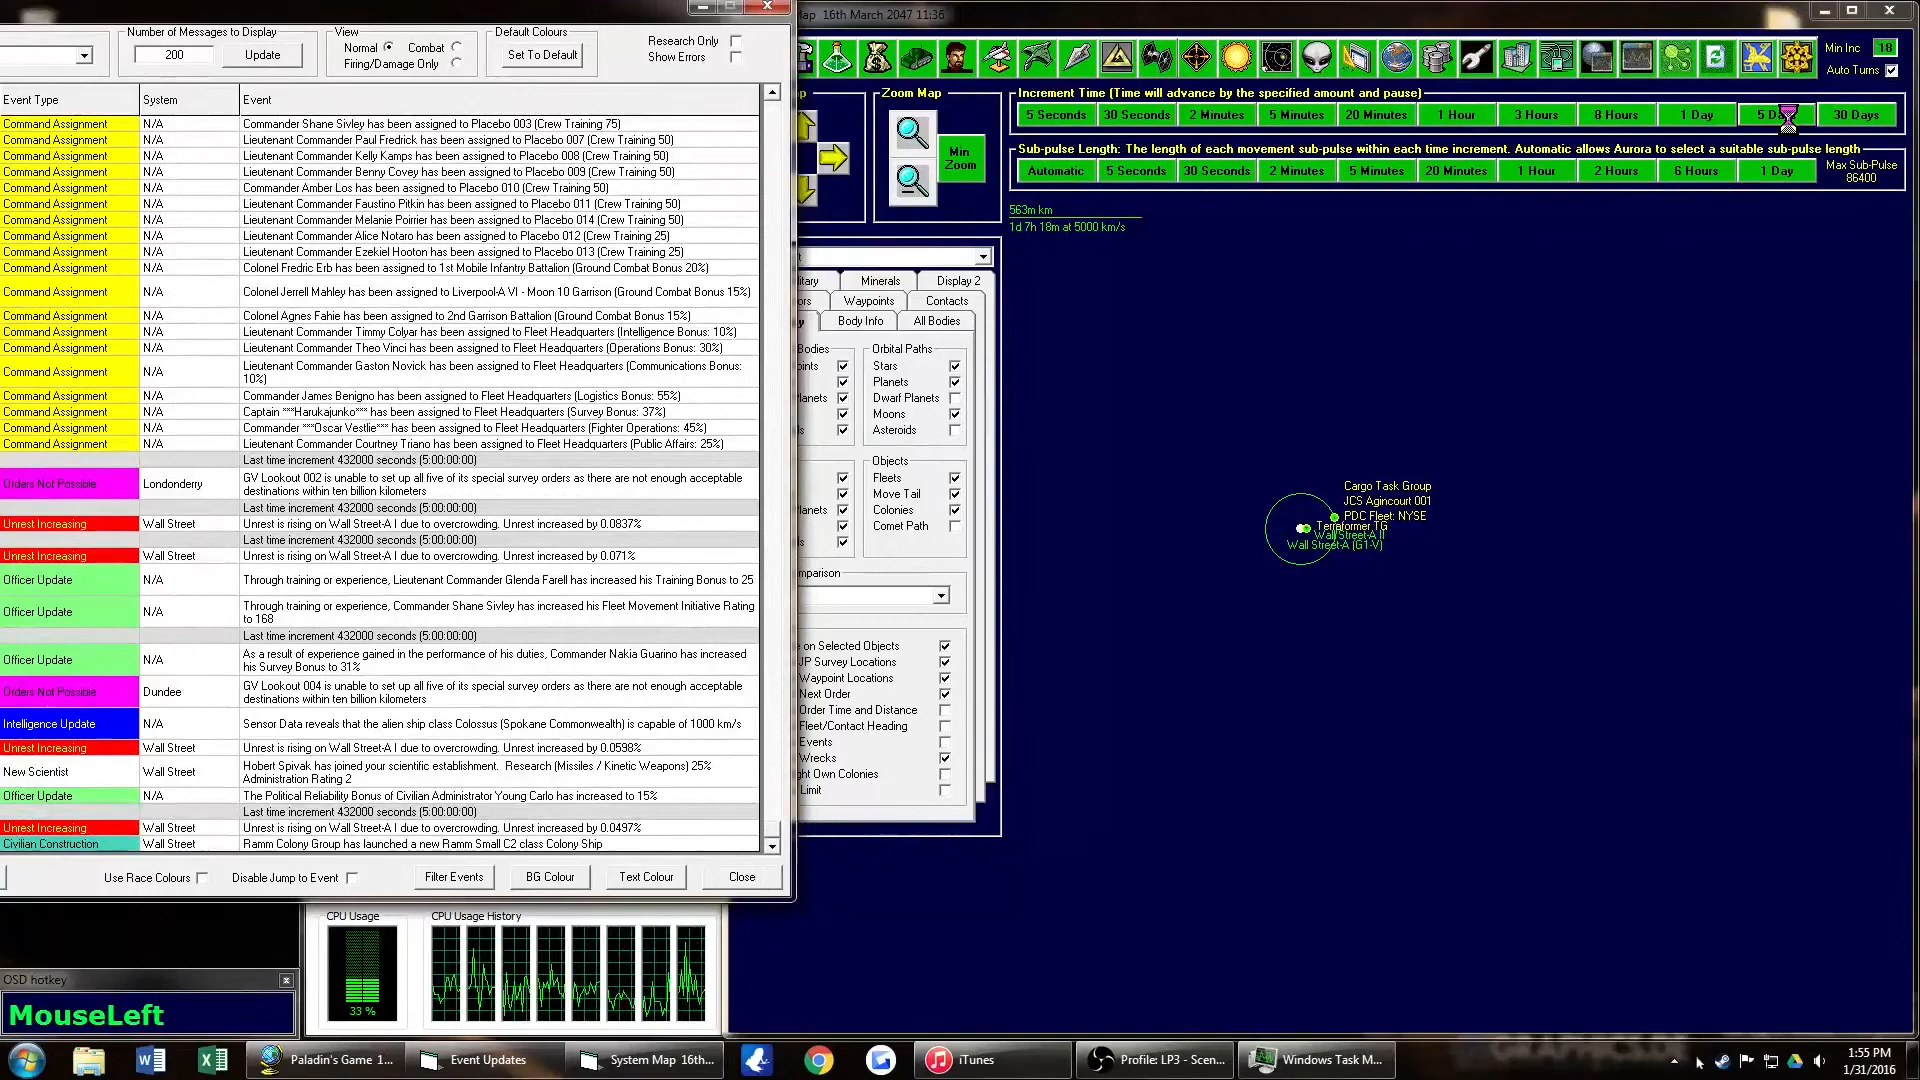 Map 16th March 2047 11:36
Number of Messages to Display
200
Update
View
Normal
Combat
Firing/Damage Only
Default Colours
Set To Default
Research Only
Show Errors
Event Type System Event
Command Assignment N/A Commander Shane Sivley has been assigned to Placebo 003 (Crew Training 75)
Command Assignment N/A Lieutenant Commander Paul Fredrick has been assigned to Placebo 007 (Crew Training 50)
Command Assignment N/A Lieutenant Commander Kelly Kamps has been assigned to Placebo 008 (Crew Training 50)
Command Assignment N/A Lieutenant Commander Benny Covey has been assigned to Placebo 009 (Crew Training 50)
Command Assignment N/A Commander Amber Los has been assigned to Placebo 010 (Crew Training 50)
Command Assignment N/A Lieutenant Commander Faustino Pitkin has been assigned to Placebo 011 (Crew Training 50)
Command Assignment N/A Lieutenant Commander Melanie Poirrier has been assigned to Placebo 014 (Crew Training 50)
Command Assignment N/A Lieutenant Commander Alice Notaro has been assigned to Placebo 012 (Crew Training 25)
Command Assignment N/A Lieutenant Commander Ezekiel Hooton has been assigned to Placebo 013 (Crew Training 25)
Command Assignment N/A Colonel Fredric Erb has been assigned to 1st Mobile Infantry Battalion (Ground Combat Bonus 20%)
Command Assignment N/A Colonel Jerrell Mahley has been assigned to Liverpool-A VI - Moon 10 Garrison (Ground Combat Bonus 15%)
Command Assignment N/A Colonel Agnes Fahie has been assigned to 2nd Garrison Battalion (Ground Combat Bonus 15%)
Command Assignment N/A Lieutenant Commander Timmy Colyar has been assigned to Fleet Headquarters (Intelligence Bonus: 10%)
Command Assignment N/A Lieutenant Commander Theo Vinci has been assigned to Fleet Headquarters (Operations Bonus: 30%)
Command Assignment N/A Lieutenant Commander Gaston Novick has been assigned to Fleet Headquarters (Communications Bonus:
10%)
Command Assignment N/A Commander James Benigno has been assigned to Fleet Headquarters (Logistics Bonus: 55%)
Command Assignment N/A Captain ***Harukajunko*** has been assigned to Fleet Headquarters (Survey Bonus: 37%)
Command Assignment N/A Commander ***Oscar Vestlie*** has been assigned to Fleet Headquarters (Fighter Operations: 45%)
Command Assignment N/A Lieutenant Commander Courtney Triano has been assigned to Fleet Headquarters (Public Affairs: 25%)
Last time increment 432000 seconds (5:00:00:00)
Orders Not Possible Londonderry GV Lookout 002 is unable to set up all five of its special survey orders as there are not enough acceptable
destinations within ten billion kilometers
Last time increment 432000 seconds (5:00:00:00)
Unrest Increasing Wall Street Unrest is rising on Wall Street-A I due to overcrowding. Unrest increased by 0.0837%
Last time increment 432000 seconds (5:00:00:00)
Unrest Increasing Wall Street Unrest is rising on Wall Street-A I due to overcrowding. Unrest increased by 0.071%
Officer Update N/A Through training or experience, Lieutenant Commander Glenda Farell has increased his Training Bonus to 25
Officer Update N/A Through training or experience, Commander Shane Sivley has increased his Fleet Movement Initiative Rating
to 168
Last time increment 432000 seconds (5:00:00:00)
Officer Update N/A As a result of experience gained in the performance of his duties, Commander Nakia Guarino has increased
his Survey Bonus to 31%
Orders Not Possible Dundee GV Lookout 004 is unable to set up all five of its special survey orders as there are not enough acceptable
destinations within ten billion kilometers
Intelligence Update N/A Sensor Data reveals that the alien ship class Colossus (Spokane Commonwealth) is capable of 1000 km/s
Unrest Increasing Wall Street Unrest is rising on Wall Street-A I due to overcrowding. Unrest increased by 0.0598%
New Scientist Wall Street Hobert Spivak has joined your scientific establishment. Research (Missiles / Kinetic Weapons) 25%
Administration Rating 2
Officer Update N/A The Political Reliability Bonus of Civilian Administrator Young Carlo has increased to 15%
Last time increment 432000 seconds (5:00:00:00)
Unrest Increasing Wall Street Unrest is rising on Wall Street-A I due to overcrowding. Unrest increased by 0.0497%
Civilian Construction Wall Street Ramm Colony Group has launched a new Ramm Small C2 class Colony Ship
Use Race Colours
Disable Jump to Event
Filter Events
BG Colour
Text Colour
Close
Min Inc 18
Auto Turns
Zoom Map
Min
Zoom
Increment Time (Time will advance by the specified amount and pause)
5 Seconds 30 Seconds 2 Minutes 5 Minutes 20 Minutes 1 Hour 3 Hours 8 Hours 1 Day 5 D 30 Days
Sub-pulse Length: The length of each movement sub-pulse within each time increment. Automatic allows Aurora to select a suitable sub-pulse length
Automatic 5 Seconds 30 Seconds 2 Minutes 5 Minutes 20 Minutes 1 Hour 2 Hours 6 Hours 1 Day
Max Sub-Pulse
86400
563m km
1d 7h 18m at 5000 km/s
litary Minerals Display 2
ors Waypoints Contacts
y Body Info All Bodies
Bodies
oints
lanets
ls
Orbital Paths
Stars
Planets
Dwarf Planets
Moons
Asteroids
lanets
ls
Objects
Fleets
Move Tail
Colonies
Comet Path
mparison
e on Selected Objects
JP Survey Locations
Waypoint Locations
Next Order
Order Time and Distance
Fleet/Contact Heading
Events
Wrecks
ght Own Colonies
Limit
Cargo Task Group
JCS Agincourt 001
PDC Fleet: NYSE
Terraformer TG
Wall Street-A II
Wall Street-A (G1-V)
CPU Usage
33 %
CPU Usage History
OSD hotkey
MouseLeft
Paladin's Game 1...
Event Updates
System Map 16th...
iTunes
Profile: LP3 - Scen...
Windows Task M...
1:55 PM
1/31/2016